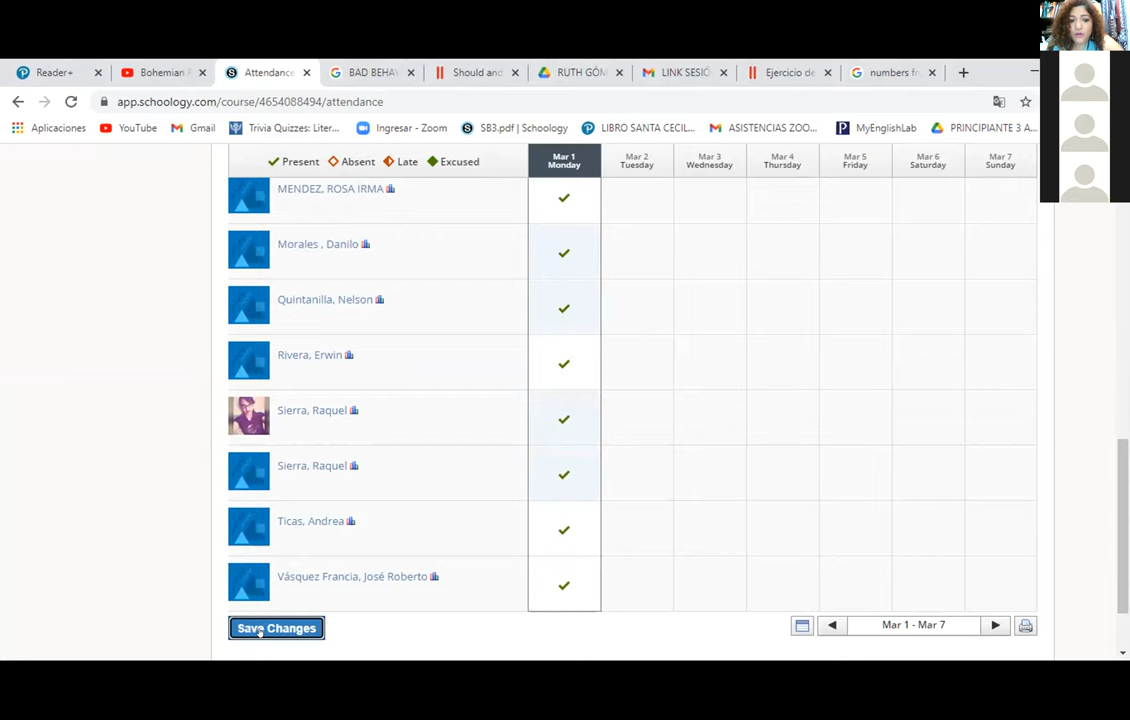 Reader+
Bohemian
Attendance
BAD BEHA
Should and
RUTH GÓM
LINK SESIÓ
Ejercicio de
numbers fr
app.schoology.com/course/4654088494/attendance
Aplicaciones
YouTube
Gmail
Trivia Quizzes: Liter...
Ingresar - Zoom
SB3.pdf | Schoology
LIBRO SANTA CECIL...
ASISTENCIAS ZOO...
MyEnglishLab
PRINCIPIANTE 3 A...
Present
Absent
Late
Excused
Mar 1 Monday
Mar 2 Tuesday
Mar 3 Wednesday
Mar 4 Thursday
Mar 5 Friday
Mar 6 Saturday
Mar 7 Sunday
MENDEZ, ROSA IRMA
Morales , Danilo
Quintanilla, Nelson
Rivera, Erwin
Sierra, Raquel
Sierra, Raquel
Ticas, Andrea
Vásquez Francia, José Roberto
Save Changes
Mar 1 - Mar 7